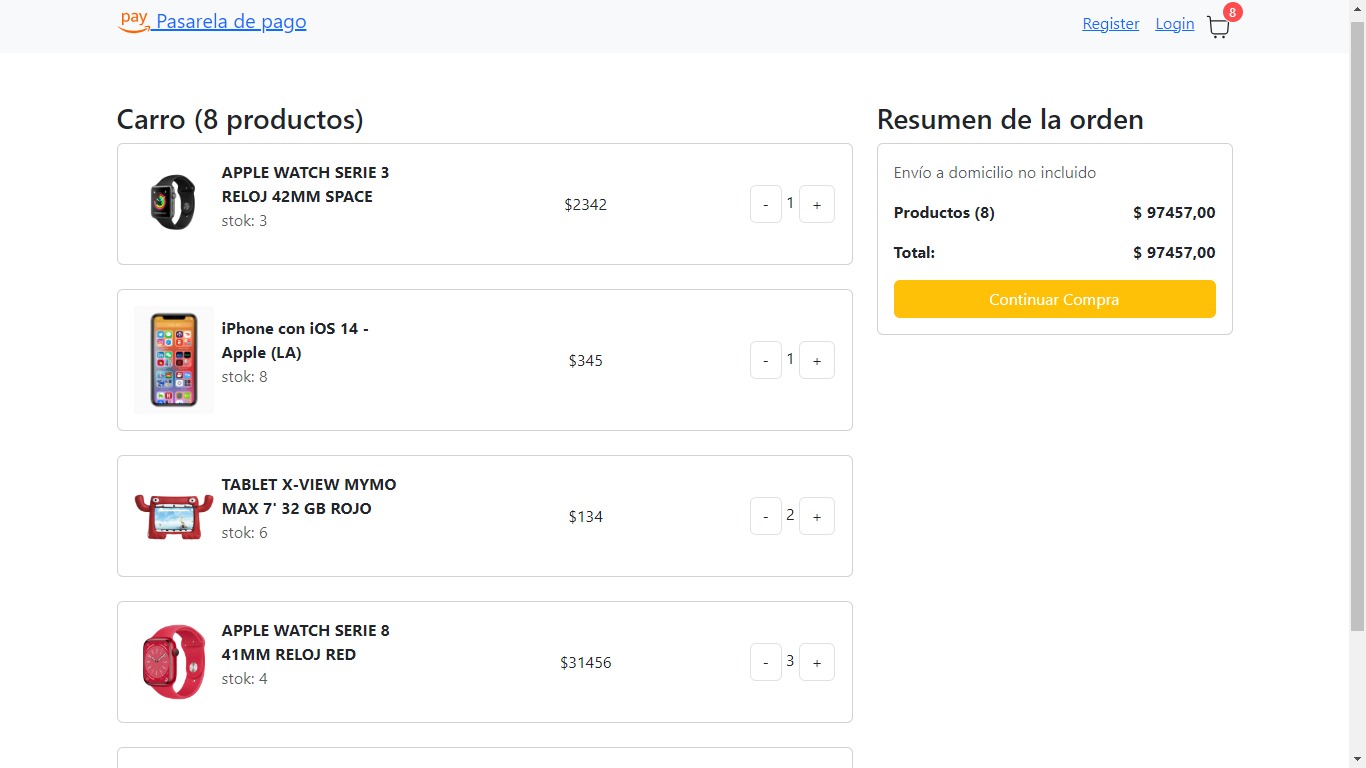 pay Pasarela de pago
Register Login 8
Carro (8 productos)
APPLE WATCH SERIE 3
RELOJ 42MM SPACE
stok: 3
$2342
- 1 +
iPhone con iOS 14 -
Apple (LA)
stok: 8
$345
- 1 +
TABLET X-VIEW MYMO
MAX 7' 32 GB ROJO
stok: 6
$134
- 2 +
APPLE WATCH SERIE 8
41MM RELOJ RED
stok: 4
$31456
- 3 +
Resumen de la orden
Envío a domicilio no incluido
Productos (8) $ 97457,00
Total: $ 97457,00
Continuar Compra